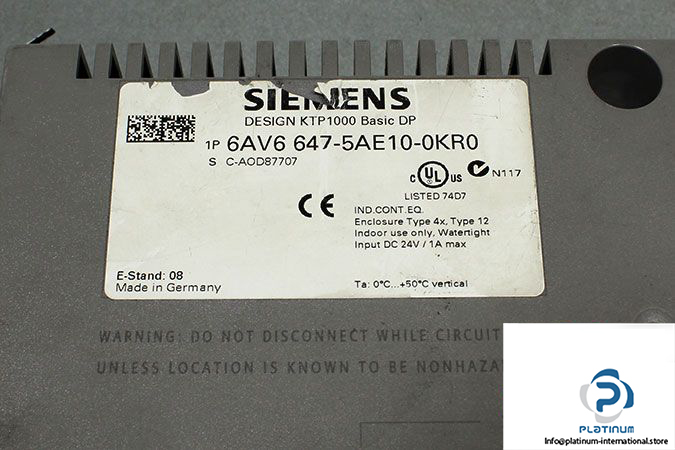 SIEMENS
DESIGN KTP1000 Basic DP
1P 6AV6 647-5AE10-0KR0
S C-AOD87707
C UL US N117
LISTED 74D7
CE
IND.CONT.EQ.
Enclosure Type 4x, Type 12
Indoor use only, Watertight
Input DC 24V / 1A max
E-Stand: 08
Made in Germany
Ta: 0°C...+50°C vertical
WARNING: DO NOT DISCONNECT WHILE CIRCUIT
UNLESS LOCATION IS KNOWN TO BE NONHAZA
PLATINUM
Info@platinum-international.store